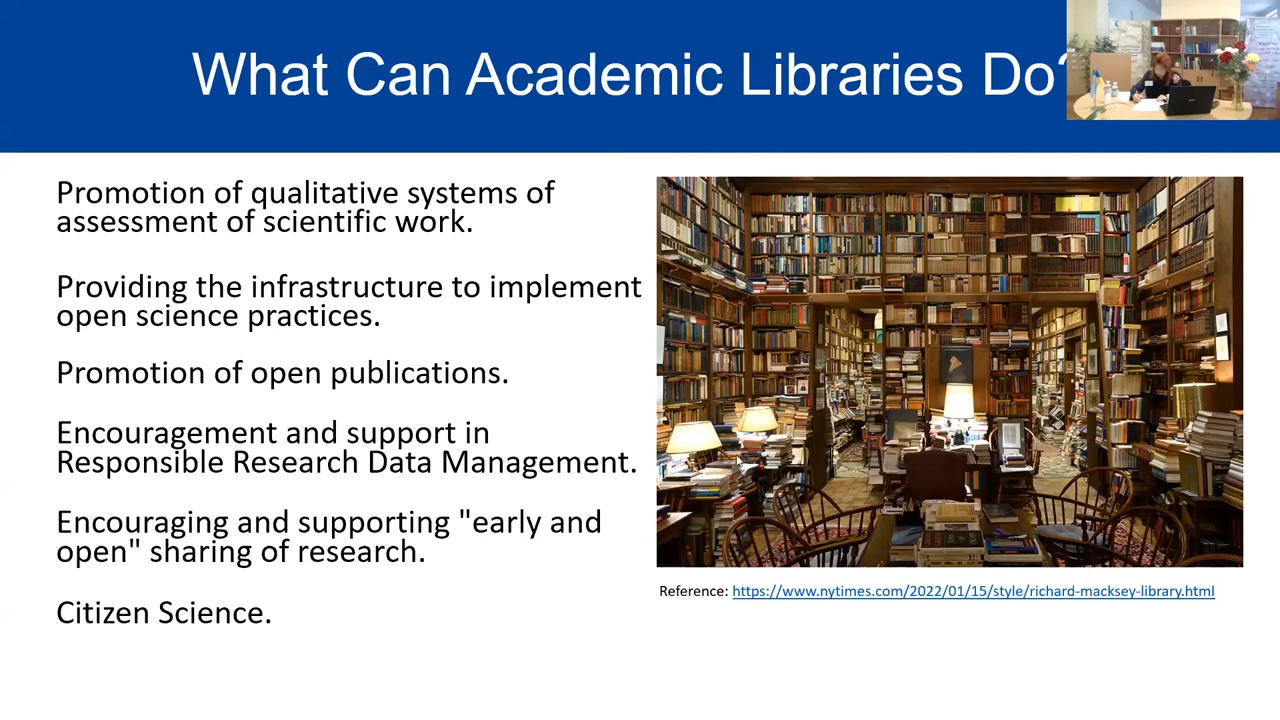 What Can Academic Libraries Do?
Promotion of qualitative systems of
assessment of scientific work.
Providing the infrastructure to implement
open science practices.
Promotion of open publications.
Encouragement and support in
Responsible Research Data Management.
Encouraging and supporting "early and
open" sharing of research.
Citizen Science.
Reference: https://www.nytimes.com/2022/01/15/style/richard-macksey-library.html